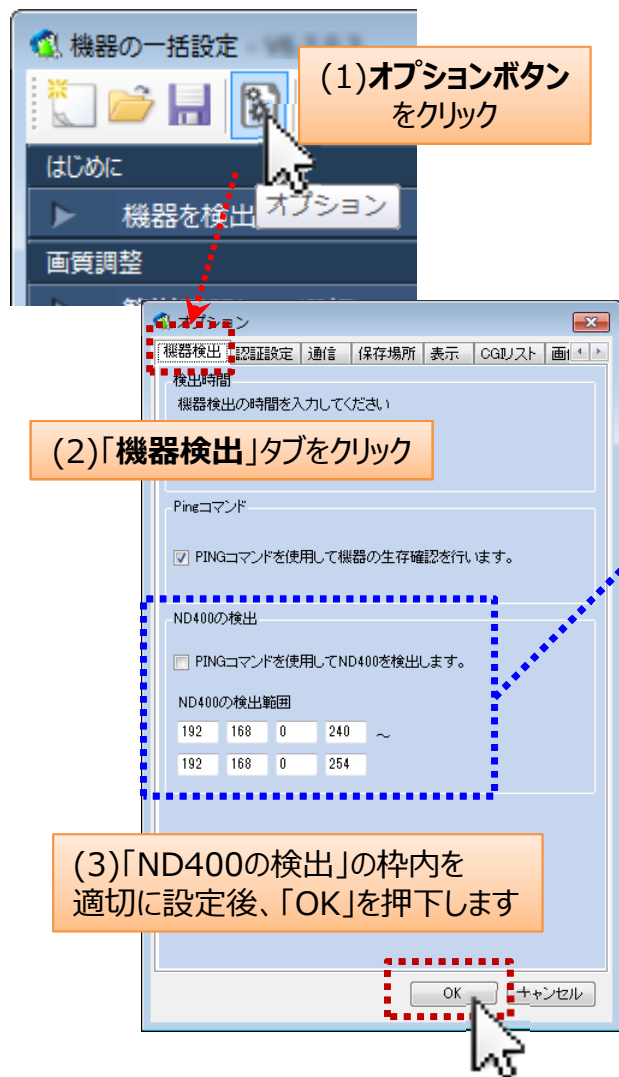 機器の一括設定
(1)オプションボタン
をクリック
はじめに
機器を検出
オプション
画質調整
オプション
機器検出 認証設定 通信 保存場所 表示 CGIリスト
検出時間
機器検出の時間を入力してください
(2)「機器検出」タブをクリック
Pingコマンド
PINGコマンドを使用して機器の生存確認を行います。
ND400の検出
PINGコマンドを使用してND400を検出します。
ND400の検出範囲
192 168 0 240 ～
192 168 0 254
(3)「ND400の検出」の枠内を
適切に設定後、「OK」を押下します
OK キャンセル